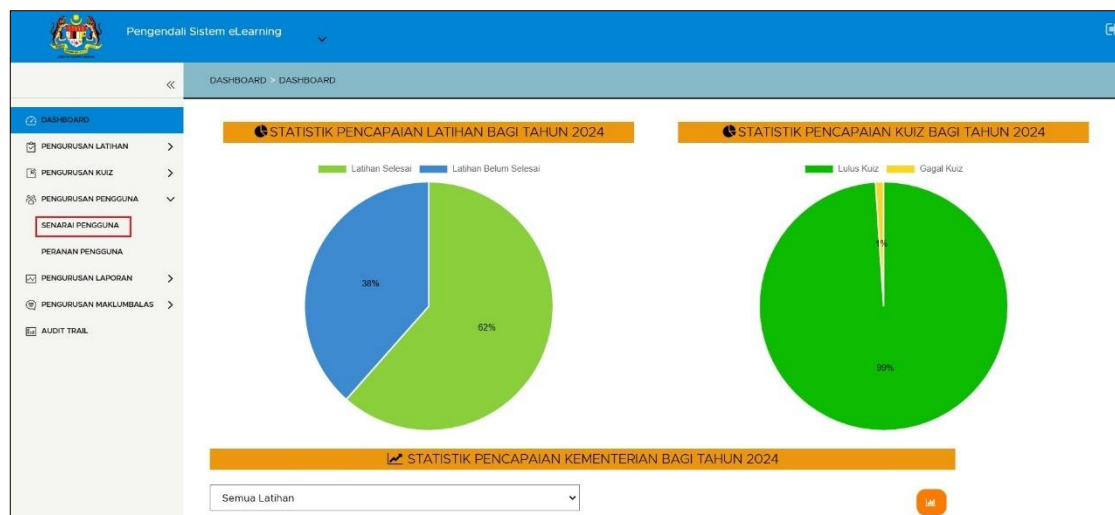 Pengendali Sistem eLearning
DASHBOARD > DASHBOARD
DASHBOARD
PENGURUSAN LATIHAN
PENGURUSAN KUIZ
PENGURUSAN PENGGUNA
SENARAI PENGGUNA
PERANAN PENGGUNA
PENGURUSAN LAPORAN
PENGURUSAN MAKLUMBALAS
AUDIT TRAIL
STATISTIK PENCAPAIAN LATIHAN BAGI TAHUN 2024
Latihan Selesai Latihan Belum Selesai
38%
62%
STATISTIK PENCAPAIAN KUIZ BAGI TAHUN 2024
Lulus Kuiz Gagal Kuiz
1%
99%
STATISTIK PENCAPAIAN KEMENTERIAN BAGI TAHUN 2024
Semua Latihan